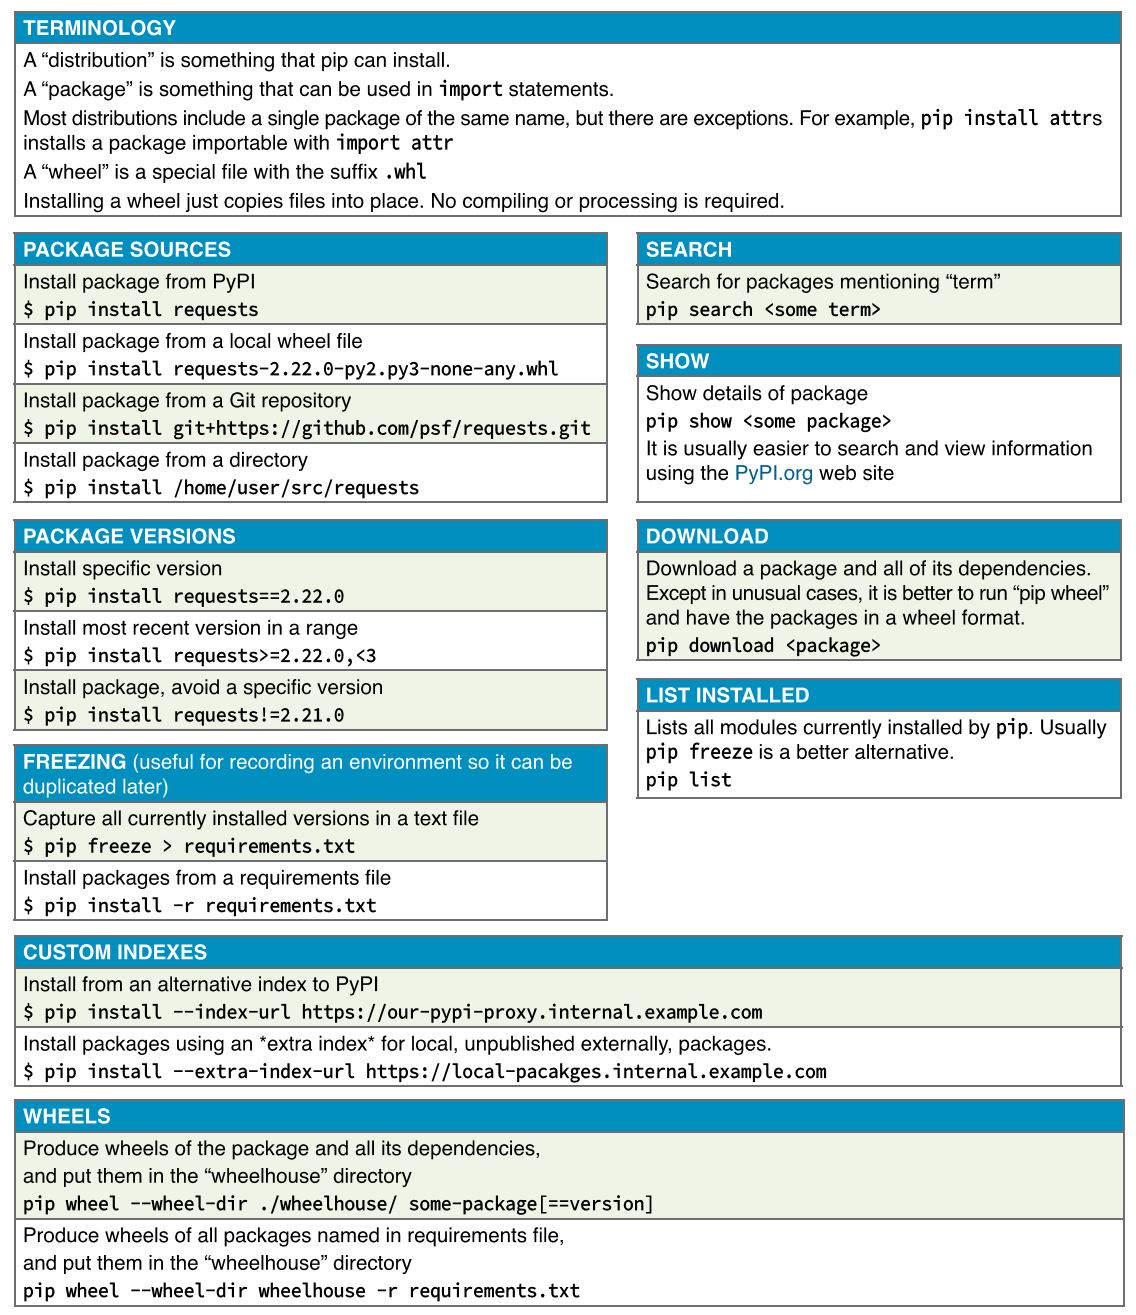 TERMINOLOGY
A “distribution” is something that pip can install.
A “package” is something that can be used in import statements.
Most distributions include a single package of the same name, but there are exceptions. For example, pip install attrs
installs a package importable with import attr
A “wheel” is a special file with the suffix .whl
Installing a wheel just copies files into place. No compiling or processing is required.
PACKAGE SOURCES
Install package from PyPI
$ pip install requests
Install package from a local wheel file
$ pip install requests-2.22.0-py2.py3-none-any.whl
Install package from a Git repository
$ pip install git+https://github.com/psf/requests.git
Install package from a directory
$ pip install /home/user/src/requests
PACKAGE VERSIONS
Install specific version
$ pip install requests==2.22.0
Install most recent version in a range
$ pip install requests>=2.22.0,<3
Install package, avoid a specific version
$ pip install requests!=2.21.0
FREEZING (useful for recording an environment so it can be
duplicated later)
Capture all currently installed versions in a text file
$ pip freeze > requirements.txt
Install packages from a requirements file
$ pip install -r requirements.txt
SEARCH
Search for packages mentioning “term”
pip search <some term>
SHOW
Show details of package
pip show <some package>
It is usually easier to search and view information
using the PyPI.org web site
DOWNLOAD
Download a package and all of its dependencies.
Except in unusual cases, it is better to run “pip wheel”
and have the packages in a wheel format.
pip download <package>
LIST INSTALLED
Lists all modules currently installed by pip. Usually
pip freeze is a better alternative.
pip list
CUSTOM INDEXES
Install from an alternative index to PyPI
$ pip install --index-url https://our-pypi-proxy.internal.example.com
Install packages using an *extra index* for local, unpublished externally, packages.
$ pip install --extra-index-url https://local-pacakges.internal.example.com
WHEELS
Produce wheels of the package and all its dependencies,
and put them in the “wheelhouse” directory
pip wheel --wheel-dir ./wheelhouse/ some-package[==version]
Produce wheels of all packages named in requirements file,
and put them in the “wheelhouse” directory
pip wheel --wheel-dir wheelhouse -r requirements.txt